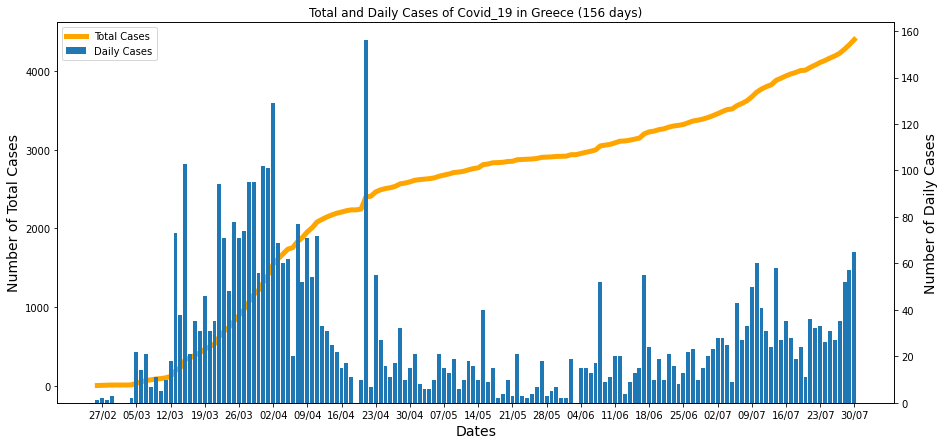 Total and Daily Cases of Covid_19 in Greece (156 days)
Total Cases
Daily Cases
Number of Total Cases
4000
3000
2000
1000
0
Number of Daily Cases
160
140
120
100
80
60
40
20
0
27/02 05/03 12/03 19/03 26/03 02/04 09/04 16/04 23/04 30/04 07/05 14/05 21/05 28/05 04/06 11/06 18/06 25/06 02/07 09/07 16/07 23/07 30/07
Dates